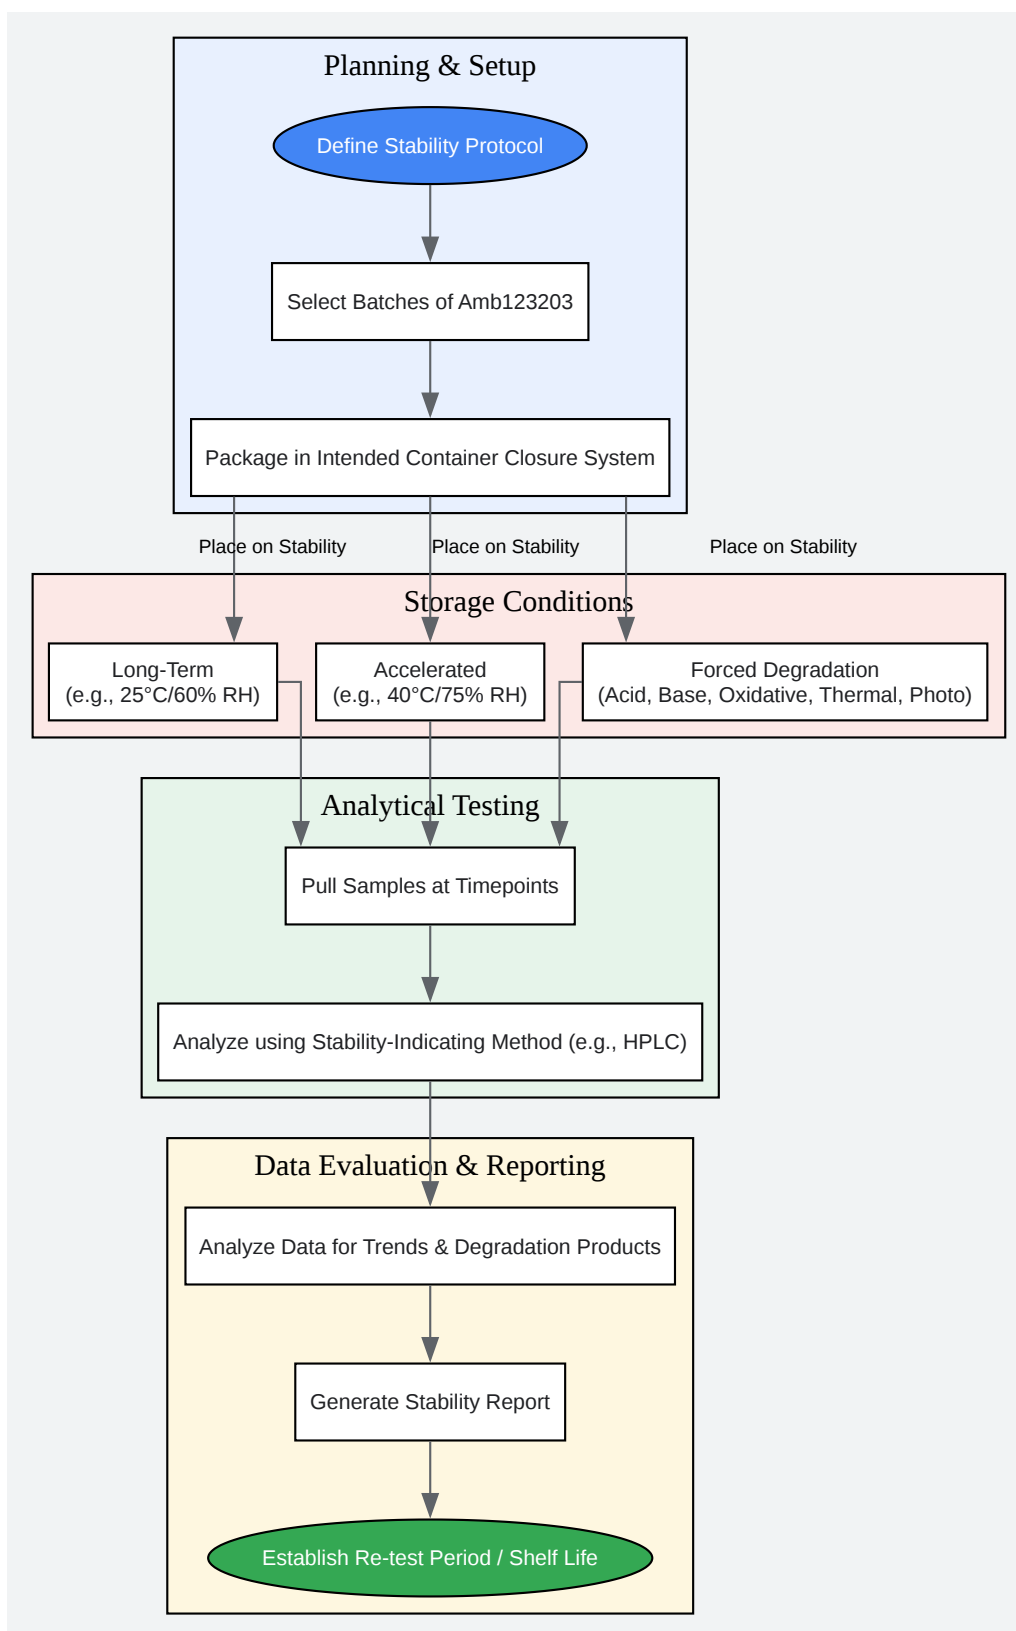 Planning & Setup
Define Stability Protocol
Select Batches of Amb123203
Package in Intended Container Closure System
Place on Stability
Place on Stability
Place on Stability
Storage Conditions
Long-Term
(e.g., 25°C/60% RH)
Accelerated
(e.g., 40°C/75% RH)
Forced Degradation
(Acid, Base, Oxidative, Thermal, Photo)
Analytical Testing
Pull Samples at Timepoints
Analyze using Stability-Indicating Method (e.g., HPLC)
Data Evaluation & Reporting
Analyze Data for Trends & Degradation Products
Generate Stability Report
Establish Re-test Period / Shelf Life